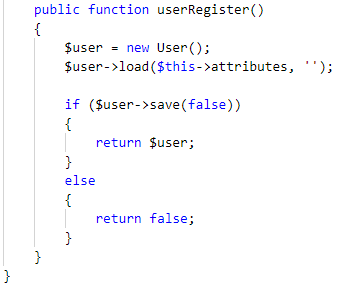 public function userRegister()
{
$user = new User();
$user->load($this->attributes, '');
if ($user->save(false))
{
return $user;
}
else
{
return false;
}
}
}